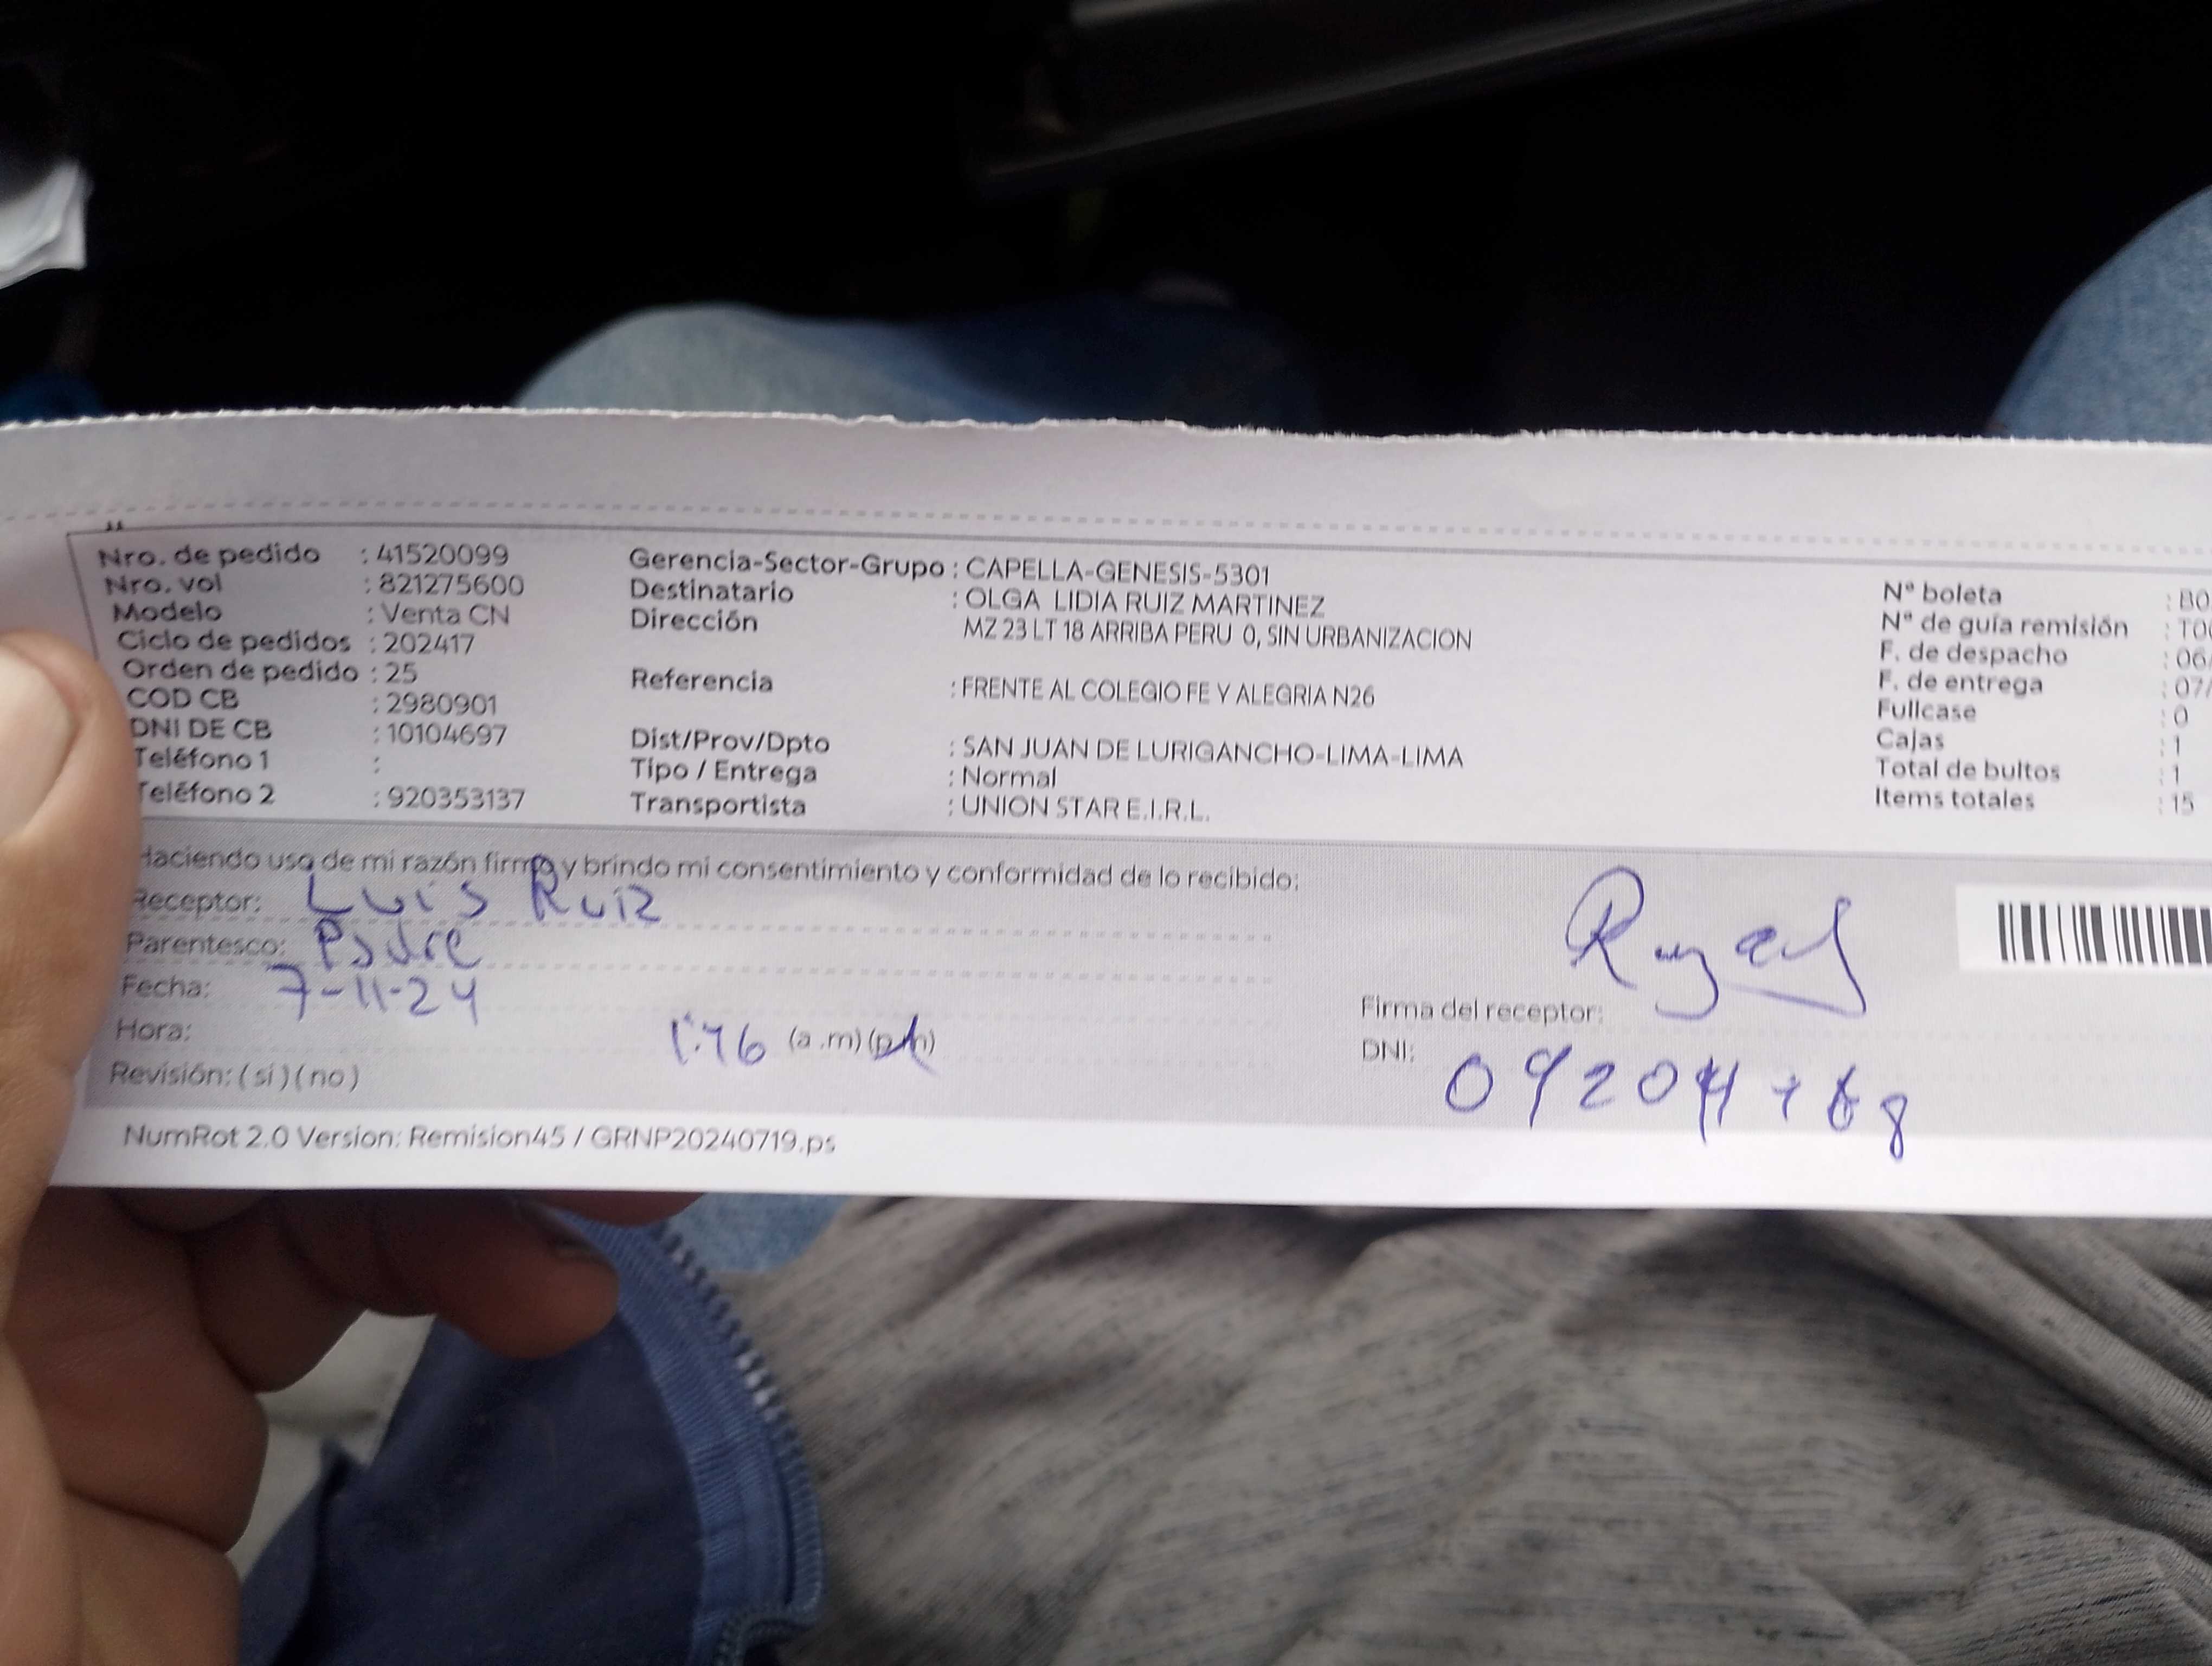 Nro. de pedido : 41520099
Nro. vol : 821275600
Modelo : Venta CN
Ciclo de pedidos : 202417
Orden de pedido : 25
COD CB : 2980901
DNI DE CB : 10104697
Teléfono 1 :
Teléfono 2 : 920353137
Gerencia-Sector-Grupo : CAPELLA-GENESIS-5301
Destinatario : OLGA LIDIA RUIZ MARTINEZ
Dirección MZ 23 LT 18 ARRIBA PERU 0, SIN URBANIZACION
Referencia : FRENTE AL COLEGIO FE Y ALEGRIA N26
Dist/Prov/Dpto : SAN JUAN DE LURIGANCHO-LIMA-LIMA
Tipo / Entrega : Normal
Transportista : UNION STAR E.I.R.L.
N° boleta : B0
N° de guía remisión : T00
F. de despacho : 06/
F. de entrega : 07/
Fullcase : 0
Cajas : 1
Total de bultos : 1
Items totales : 15
Haciendo uso de mi razón firmo y brindo mi consentimiento y conformidad de lo recibido:
Receptor: Luis Ruiz
Parentesco: Padre
Fecha: 7-11-24
Hora: (a.m) (p.m)
Revisión: (si) (no)
Firma del receptor:
DNI:
NumRot 2.0 Version: Remision45 / GRNP20240719.ps